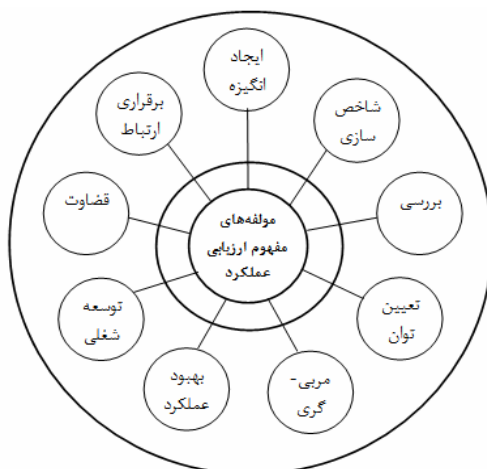 ایجاد
انگیزه
شاخص
سازی
بررسی
تعیین
توان
مربی-
گری
بهبود
عملکرد
توسعه
شغلی
قضاوت
برقراری
ارتباط
مولفه‌های
مفهوم ارزیابی
عملکرد